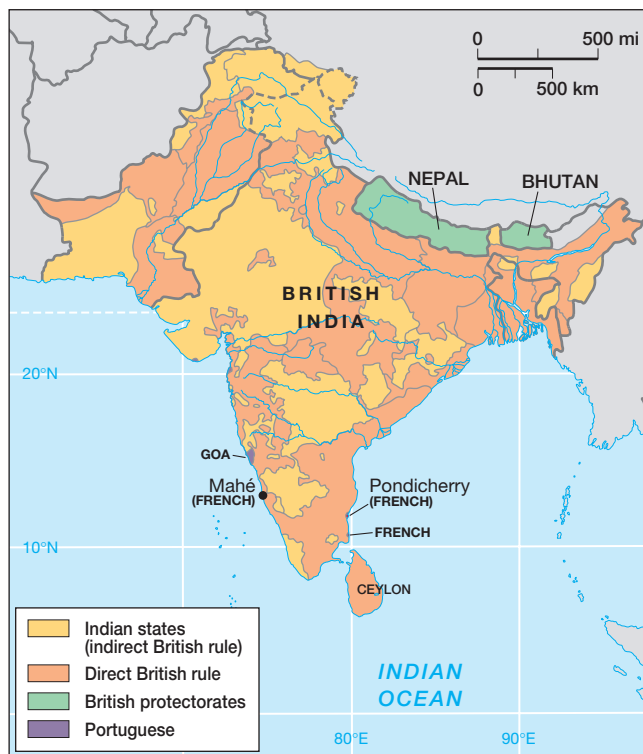 0 500 mi
0 500 km
NEPAL
BHUTAN
BRITISH
INDIA
20°N
GOA
Mahé
(FRENCH)
Pondicherry
(FRENCH)
FRENCH
10°N
CEYLON
Indian states
(indirect British rule)
Direct British rule
British protectorates
Portuguese
INDIAN
OCEAN
80°E
90°E